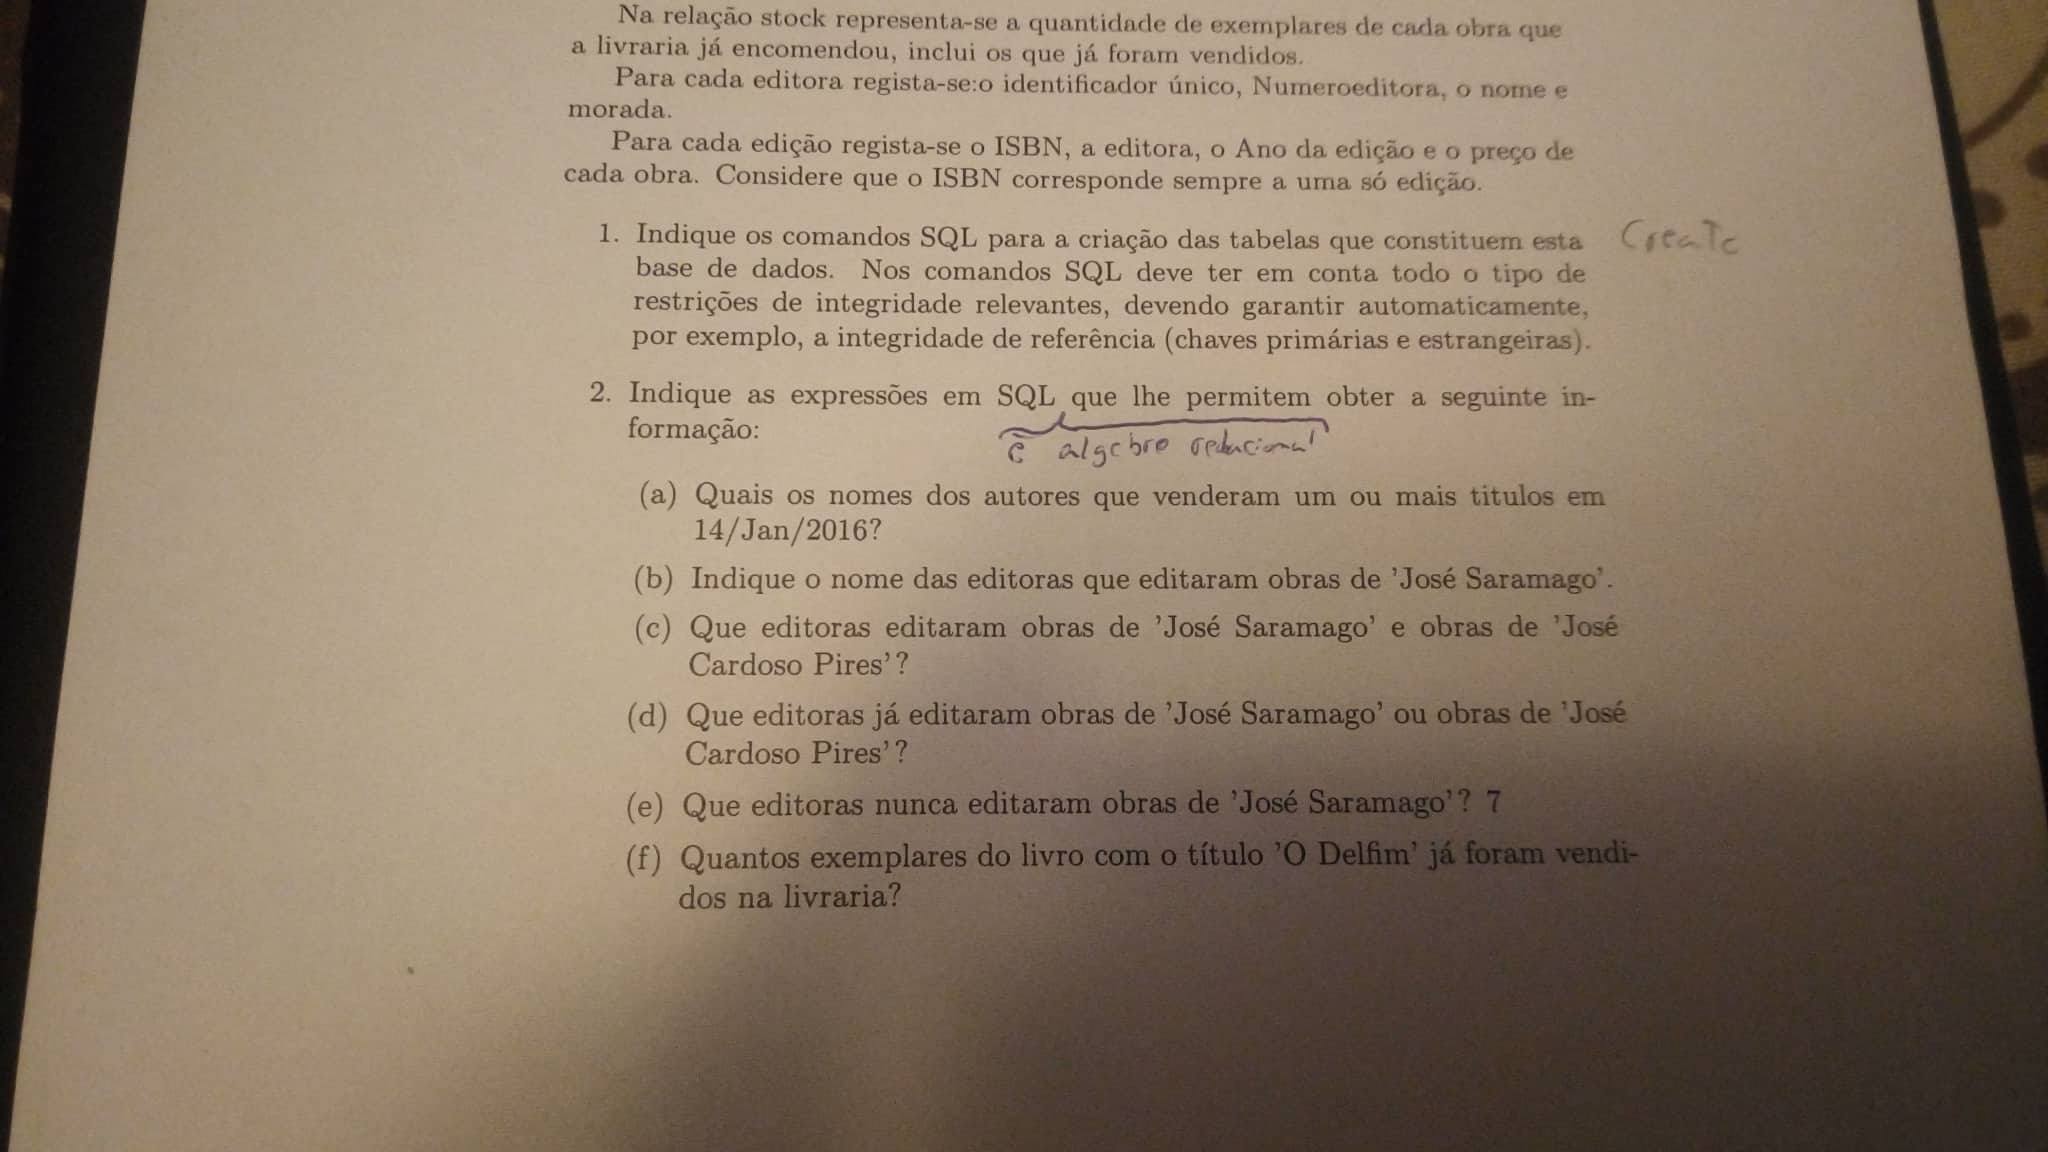 Na relação stock representa-se a quantidade de exemplares de cada obra que
a livraria já encomendou, inclui os que já foram vendidos.
Para cada editora regista-se:o identificador único, Numeroeditora, o nome e
morada.
Para cada edição regista-se o ISBN, a editora, o Ano da edição e o preço de
cada obra. Considere que o ISBN corresponde sempre a uma só edição.
1. Indique os comandos SQL para a criação das tabelas que constituem esta
Create
base de dados. Nos comandos SQL deve ter em conta todo o tipo de
restrições de integridade relevantes, devendo garantir automaticamente,
por exemplo, a integridade de referência (chaves primárias e estrangeiras).
2. Indique as expressões em SQL que lhe permitem obter a seguinte in-
formação:
e algebro
(a) Quais os nomes dos autores que venderam um ou mais titulos em
14/Jan/2016?
(b) Indique o nome das editoras que editaram obras de 'José Saramago'.
(c) Que editoras editaram obras de 'José Saramago' e obras de 'José
Cardoso Pires'?
(d) Que editoras já editaram obras de 'José Saramago' ou obras de 'José
Cardoso Pires'?
(e) Que editoras nunca editaram obras de 'José Saramago'? 7
(f) Quantos exemplares do livro com o título 'O Delfim' já foram vendi-
dos na livraria?